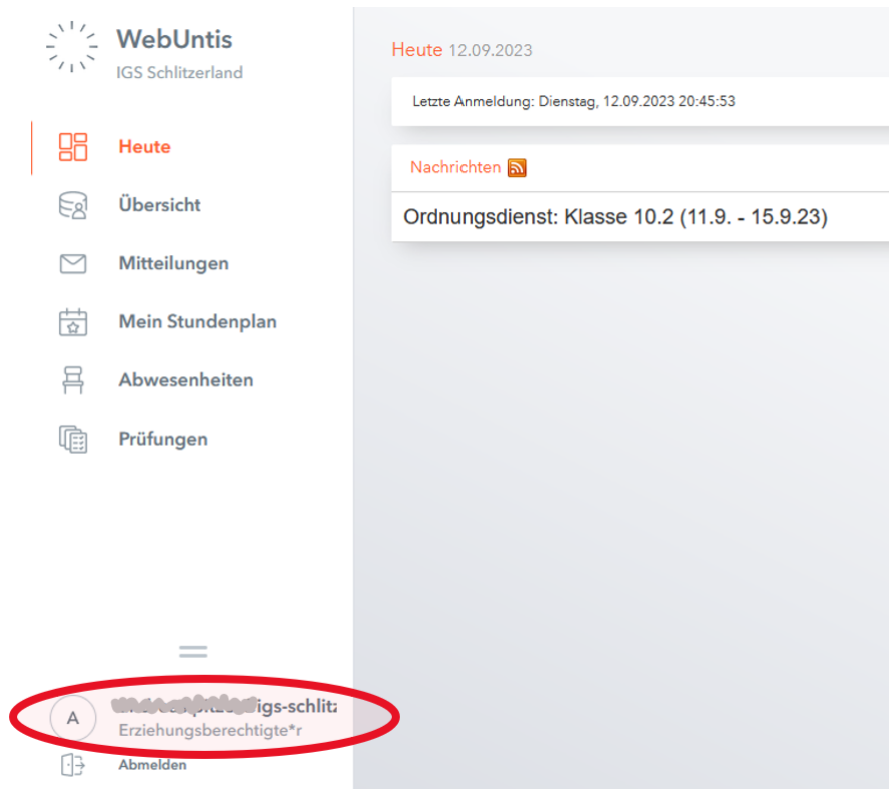 WebUntis
IGS Schlitzerland
Heute
Übersicht
Mitteilungen
Mein Stundenplan
Abwesenheiten
Prüfungen
A
igs-schlitz
Erziehungsberechtigte*r
Abmelden
Heute 12.09.2023
Letzte Anmeldung: Dienstag, 12.09.2023 20:45:53
Nachrichten
Ordnungsdienst: Klasse 10.2 (11.9. - 15.9.23)